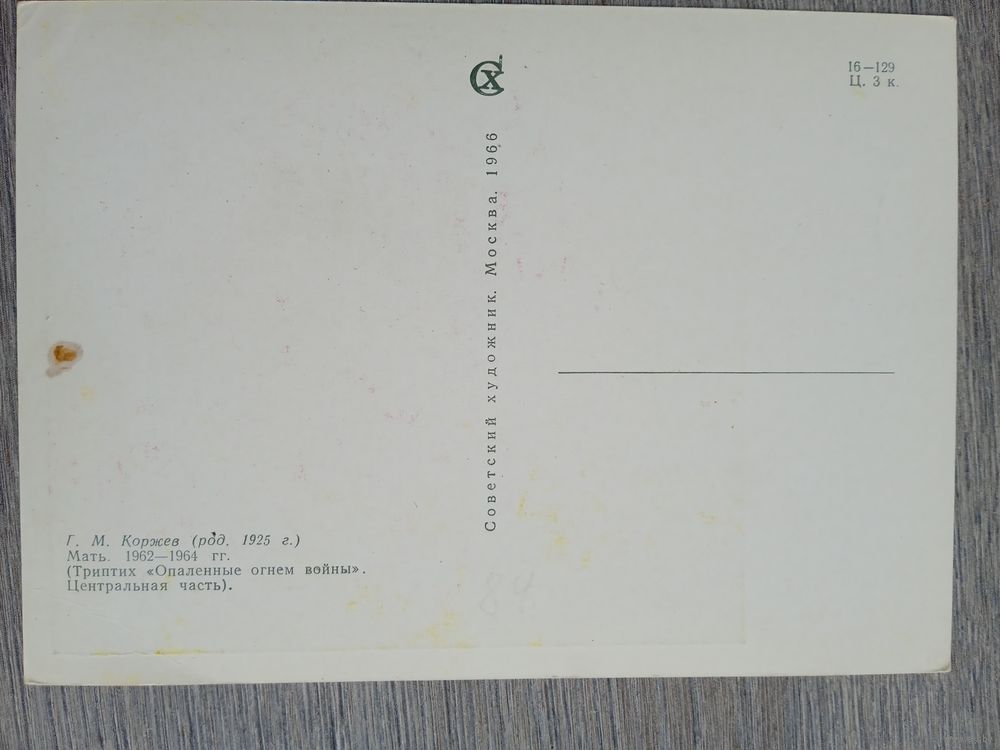 СХ
16—129
Ц. 3 к.
Советский художник. Москва. 1966
Г. М. Коржев (род. 1925 г.)
Мать. 1962—1964 гг.
(Триптих «Опаленные огнем войны».
Центральная часть).
84